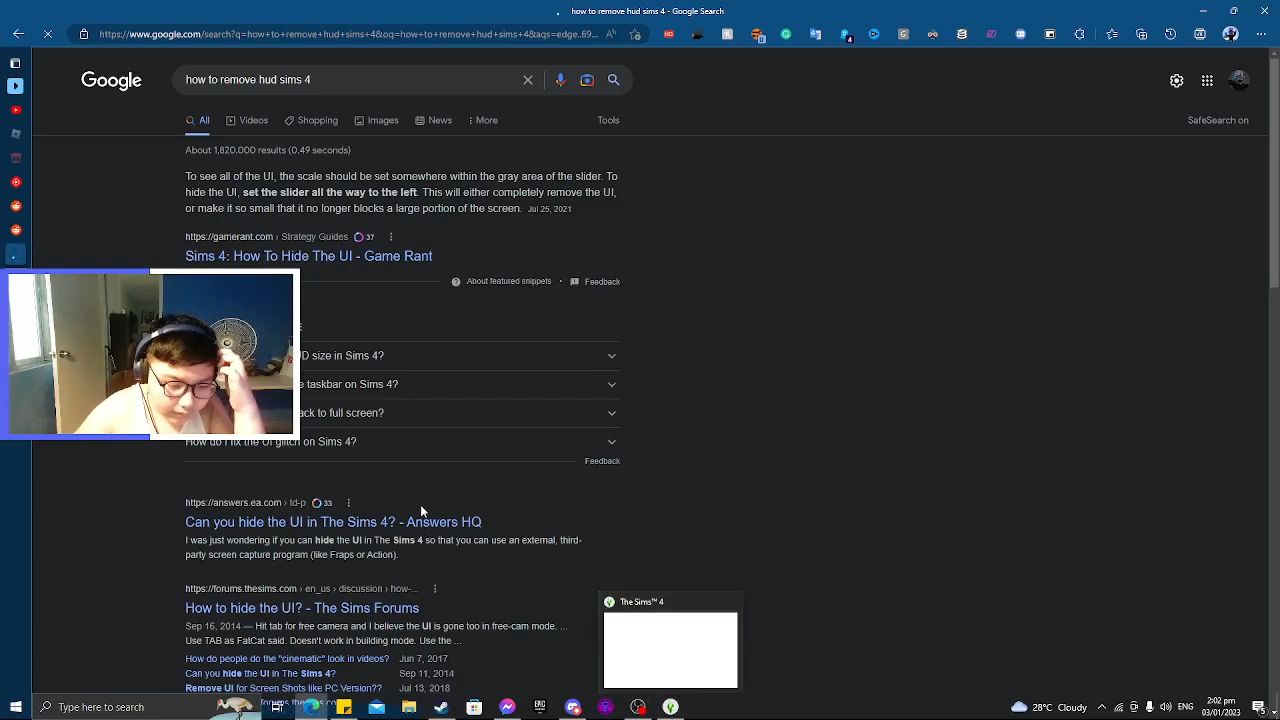 how to remove hud sims 4 - Google Search
https://www.google.com/search?q=how+to+remove+hud+sims+4&oq=how+to+remove+hud+sims+4&aqs=edge..69...
Google
how to remove hud sims 4
All Videos Shopping Images News More Tools
SafeSearch on
About 1,820,000 results (0.49 seconds)
To see all of the UI, the scale should be set somewhere within the gray area of the slider. To
hide the UI, set the slider all the way to the left. This will either completely remove the UI,
or make it so small that it no longer blocks a large portion of the screen. Jul 25, 2021
https://gamerant.com › Strategy Guides 37
Sims 4: How To Hide The UI - Game Rant
About featured snippets • Feedback
D size in Sims 4?
e taskbar on Sims 4?
ack to full screen?
How do I fix the UI glitch on Sims 4?
Feedback
https://answers.ea.com › td-p 33
Can you hide the UI in The Sims 4? - Answers HQ
I was just wondering if you can hide the UI in The Sims 4 so that you can use an external, third-
party screen capture program (like Fraps or Action).
https://forums.thesims.com › en_us › discussion › how-...
How to hide the UI? - The Sims Forums
Sep 16, 2014 — Hit tab for free camera and I believe the UI is gone too in free-cam mode. ...
Use TAB as FatCat said. Doesn't work in building mode. Use the ...
How do people do the "cinematic" look in videos? Jun 7, 2017
Can you hide the UI in The Sims 4? Sep 11, 2014
Remove UI for Screen Shots like PC Version?? Jul 13, 2018
The Sims™ 4
Type here to search
EPIC
28°C Cloudy
2:02 pm
03/01/2023